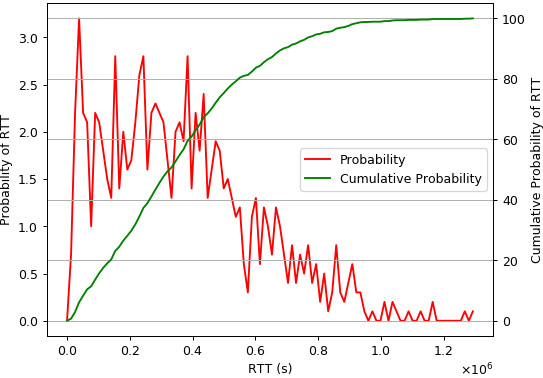 Probability of RTT
3.0
2.5
2.0
1.5
1.0
0.5
0.0
100
80
60
40
20
0
Cumulative Probability of RTT
Probability
Cumulative Probability
0.0 0.2 0.4 0.6 0.8 1.0 1.2
RTT (s)
×10⁶